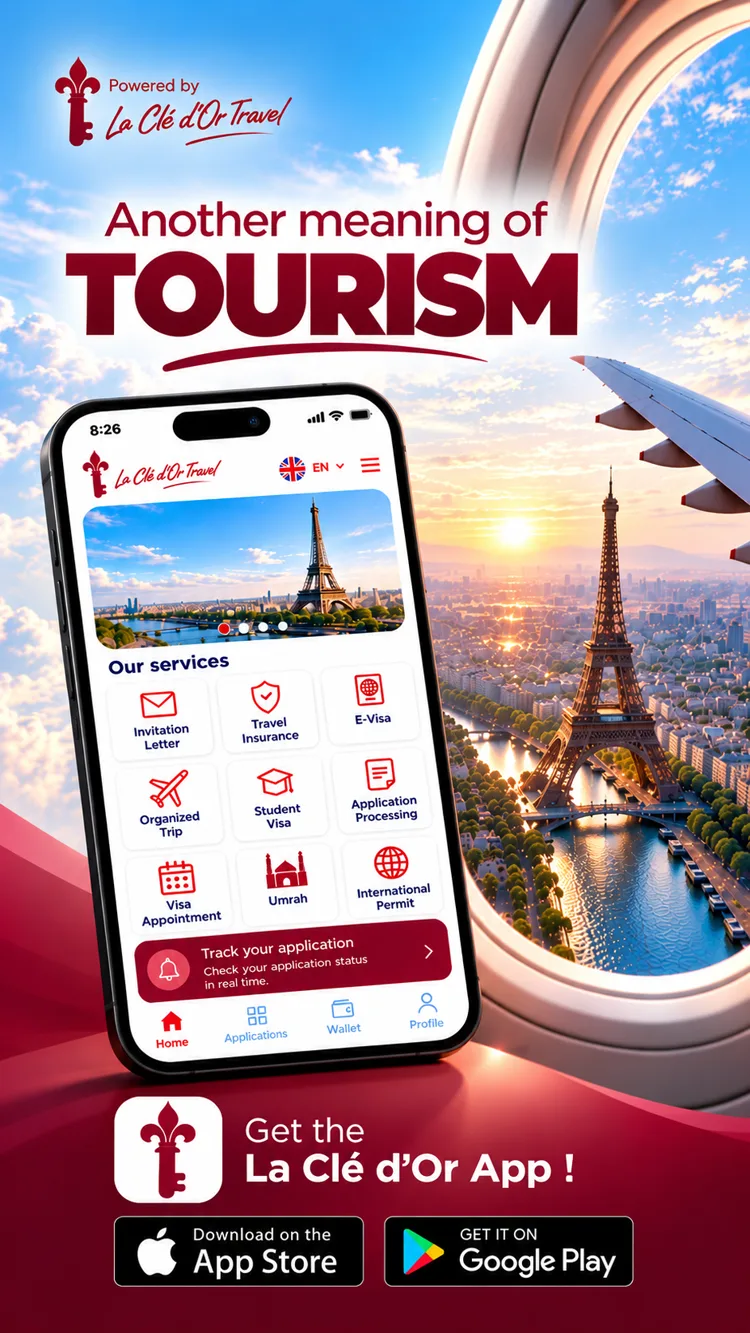 Powered by
La Clé d'Or Travel
Another meaning of
TOURISM
8:26
La Clé d'Or Travel
EN
Our services
Invitation
Letter
Travel
Insurance
E-Visa
Organized
Trip
Student
Visa
Application
Processing
Visa
Appointment
Umrah
International
Permit
Track your application
Check your application status
in real time.
Home
Applications
Wallet
Profile
Get the
La Clé d'Or App !
Download on the
App Store
GET IT ON
Google Play